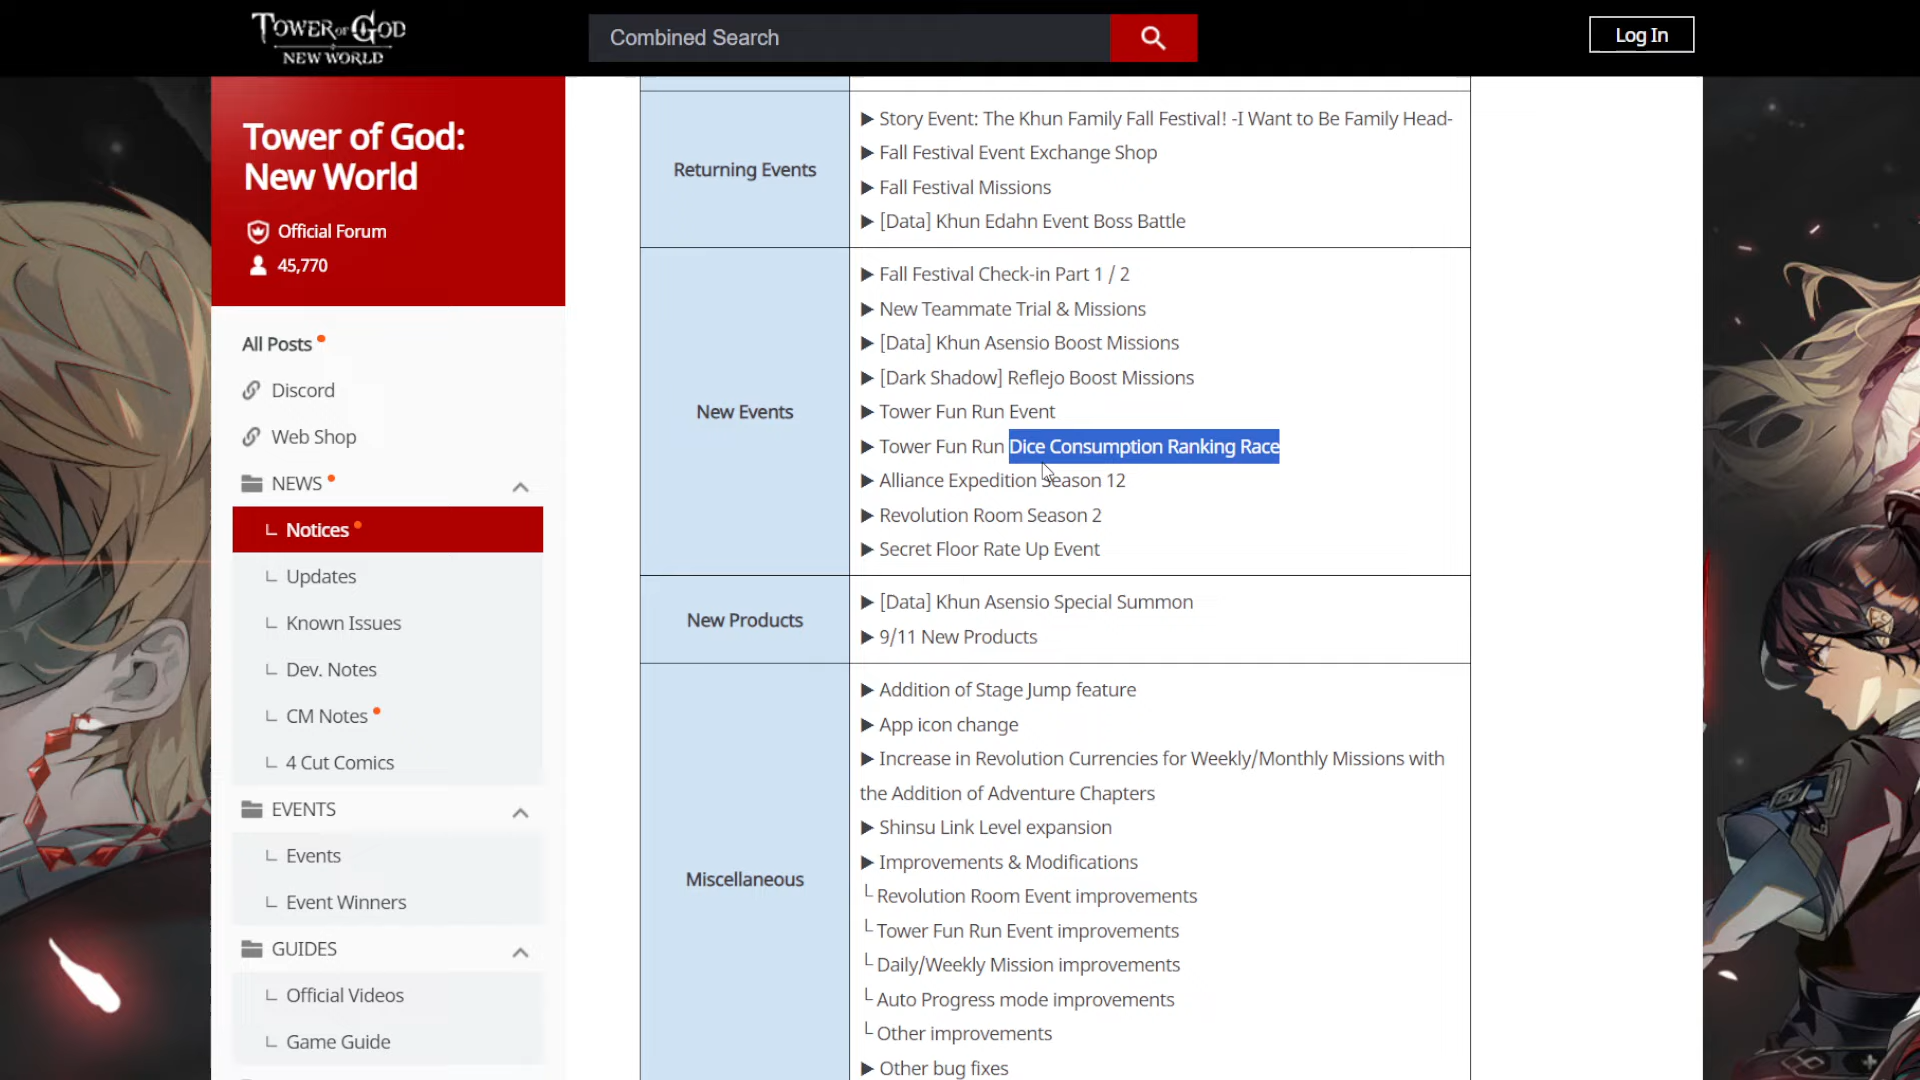 TOWER OF GOD
NEW WORLD
Combined Search
Log In
Tower of God:
New World
Official Forum
45,770
All Posts
Discord
Web Shop
NEWS
Notices
Updates
Known Issues
Dev. Notes
CM Notes
4 Cut Comics
EVENTS
Events
Event Winners
GUIDES
Official Videos
Game Guide
Returning Events
▶ Story Event: The Khun Family Fall Festival! -I Want to Be Family Head-
▶ Fall Festival Event Exchange Shop
▶ Fall Festival Missions
▶ [Data] Khun Edahn Event Boss Battle
New Events
▶ Fall Festival Check-in Part 1 / 2
▶ New Teammate Trial & Missions
▶ [Data] Khun Asensio Boost Missions
▶ [Dark Shadow] Reflejo Boost Missions
▶ Tower Fun Run Event
▶ Tower Fun Run Dice Consumption Ranking Race
▶ Alliance Expedition Season 12
▶ Revolution Room Season 2
▶ Secret Floor Rate Up Event
New Products
▶ [Data] Khun Asensio Special Summon
▶ 9/11 New Products
Miscellaneous
▶ Addition of Stage Jump feature
▶ App icon change
▶ Increase in Revolution Currencies for Weekly/Monthly Missions with
the Addition of Adventure Chapters
▶ Shinsu Link Level expansion
▶ Improvements & Modifications
└ Revolution Room Event improvements
└ Tower Fun Run Event improvements
└ Daily/Weekly Mission improvements
└ Auto Progress mode improvements
└ Other improvements
▶ Other bug fixes